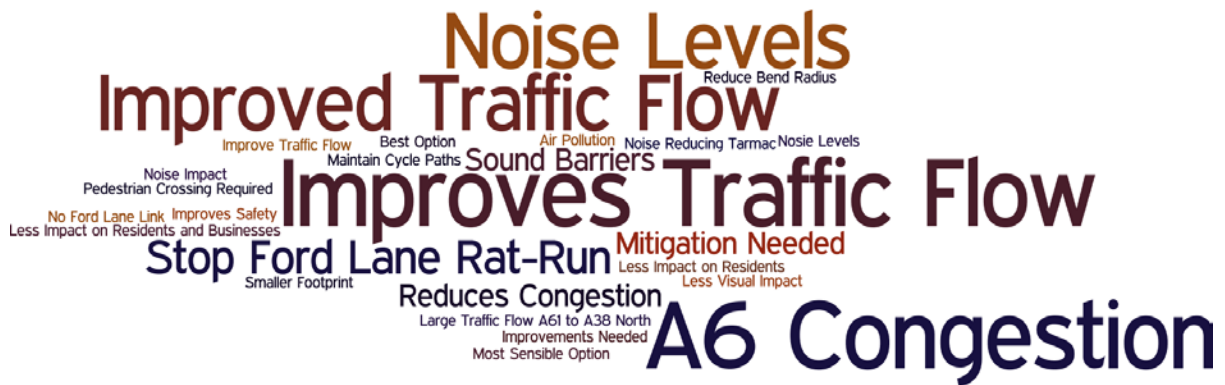 Noise Levels
Reduce Bend Radius
Improved Traffic Flow
Improve Traffic Flow
Best Option
Air Pollution
Noise Reducing Tarmac
Nosie Levels
Maintain Cycle Paths
Sound Barriers
Noise Impact
Pedestrian Crossing Required
Improves Traffic Flow
No Ford Lane Link
Improves Safety
Less Impact on Residents and Businesses
Stop Ford Lane Rat-Run
Mitigation Needed
Less Impact on Residents
Smaller Footprint
Less Visual Impact
Reduces Congestion
Large Traffic Flow A61 to A38 North
A6 Congestion
Improvements Needed
Most Sensible Option